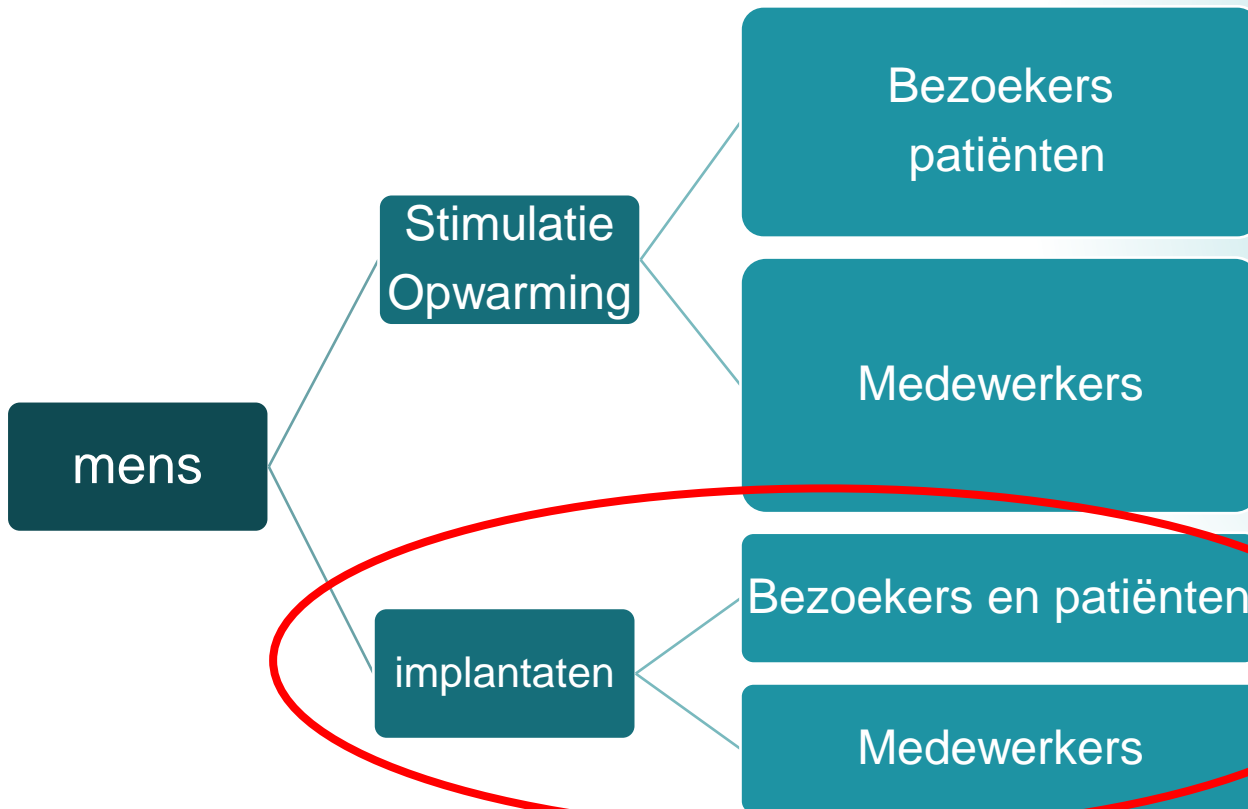 mens
Stimulatie
Opwarming
Bezoekers
patiënten
Medewerkers
implantaten
Bezoekers en patiënten
Medewerkers